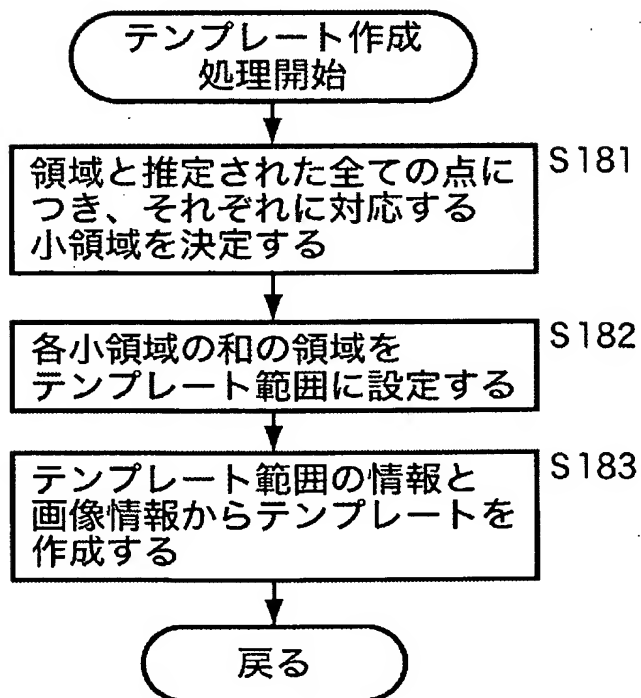 テンプレート作成
処理開始
領域と推定された全ての点に
つき、それぞれに対応する
小領域を決定する
S181
各小領域の和の領域を
テンプレート範囲に設定する
S182
テンプレート範囲の情報と
画像情報からテンプレートを
作成する
S183
戻る